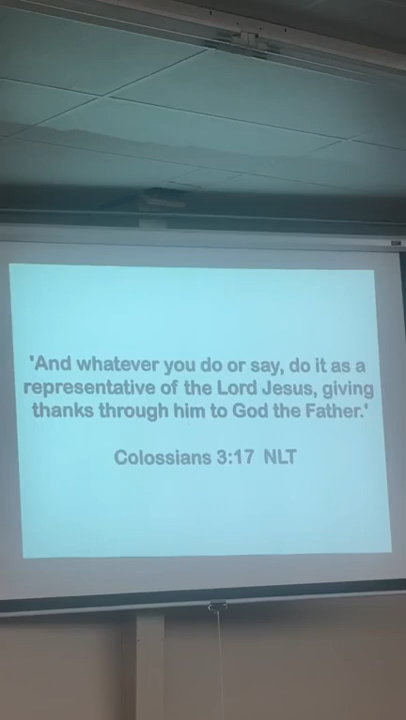 'And whatever you do or say, do it as a
representative of the Lord Jesus, giving
thanks through him to God the Father.'
Colossians 3:17 NLT